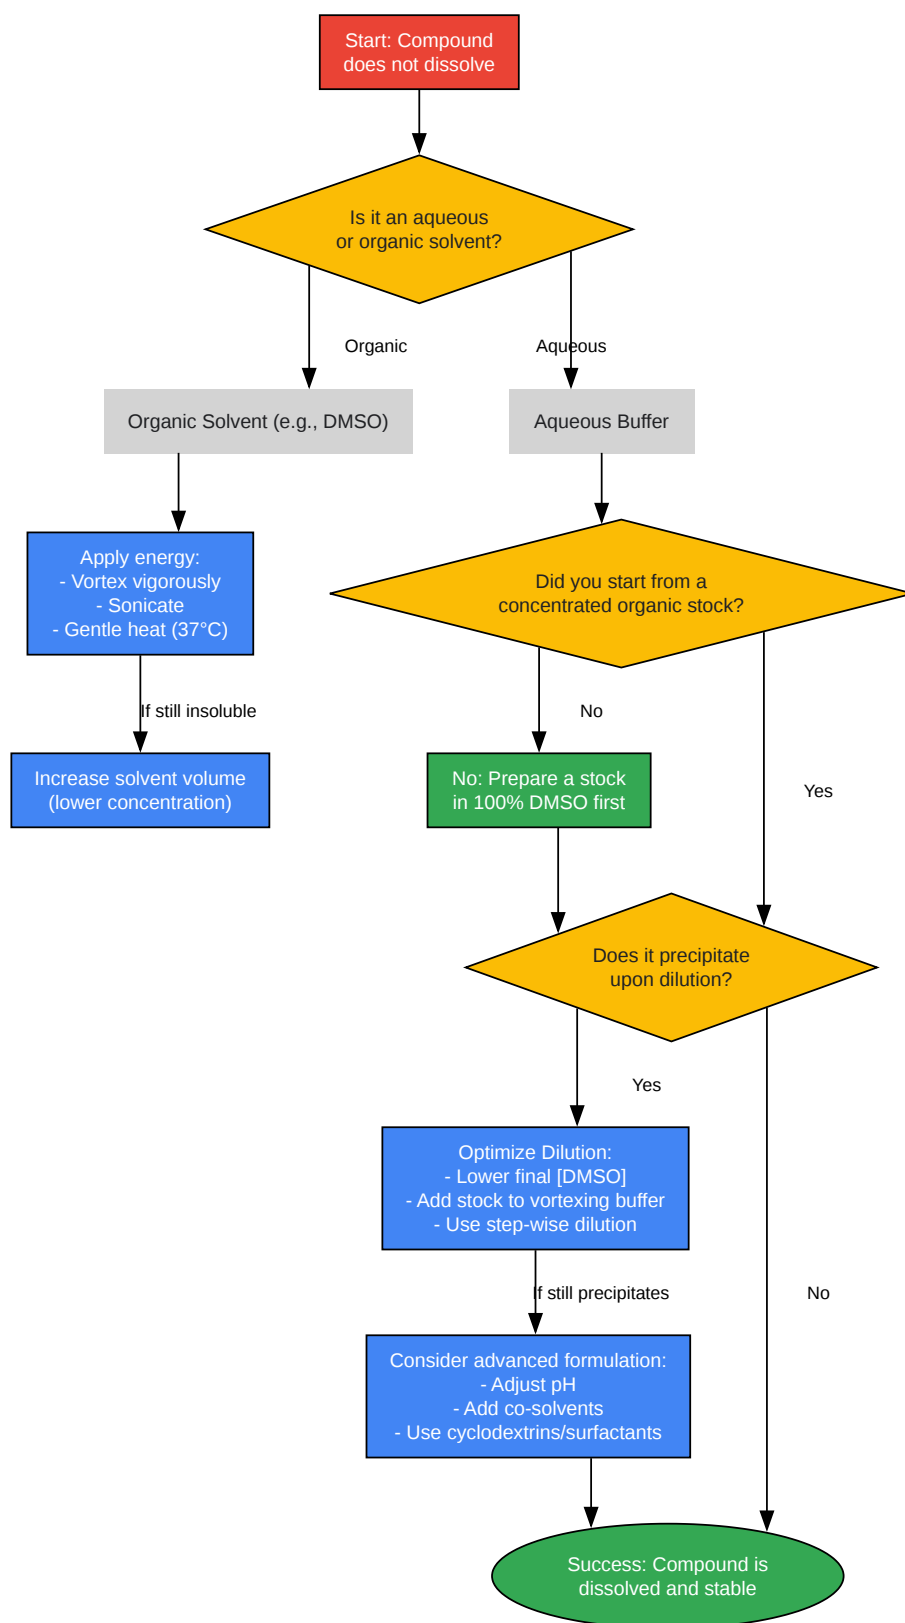 Start: Compound
does not dissolve
Is it an aqueous
or organic solvent?
Organic
Aqueous
Organic Solvent (e.g., DMSO)
Aqueous Buffer
Apply energy:
- Vortex vigorously
- Sonicate
- Gentle heat (37°C)
Did you start from a
concentrated organic stock?
If still insoluble
No
Increase solvent volume
(lower concentration)
No: Prepare a stock
in 100% DMSO first
Yes
Does it precipitate
upon dilution?
Yes
Optimize Dilution:
- Lower final [DMSO]
- Add stock to vortexing buffer
- Use step-wise dilution
If still precipitates
No
Consider advanced formulation:
- Adjust pH
- Add co-solvents
- Use cyclodextrins/surfactants
Success: Compound is
dissolved and stable